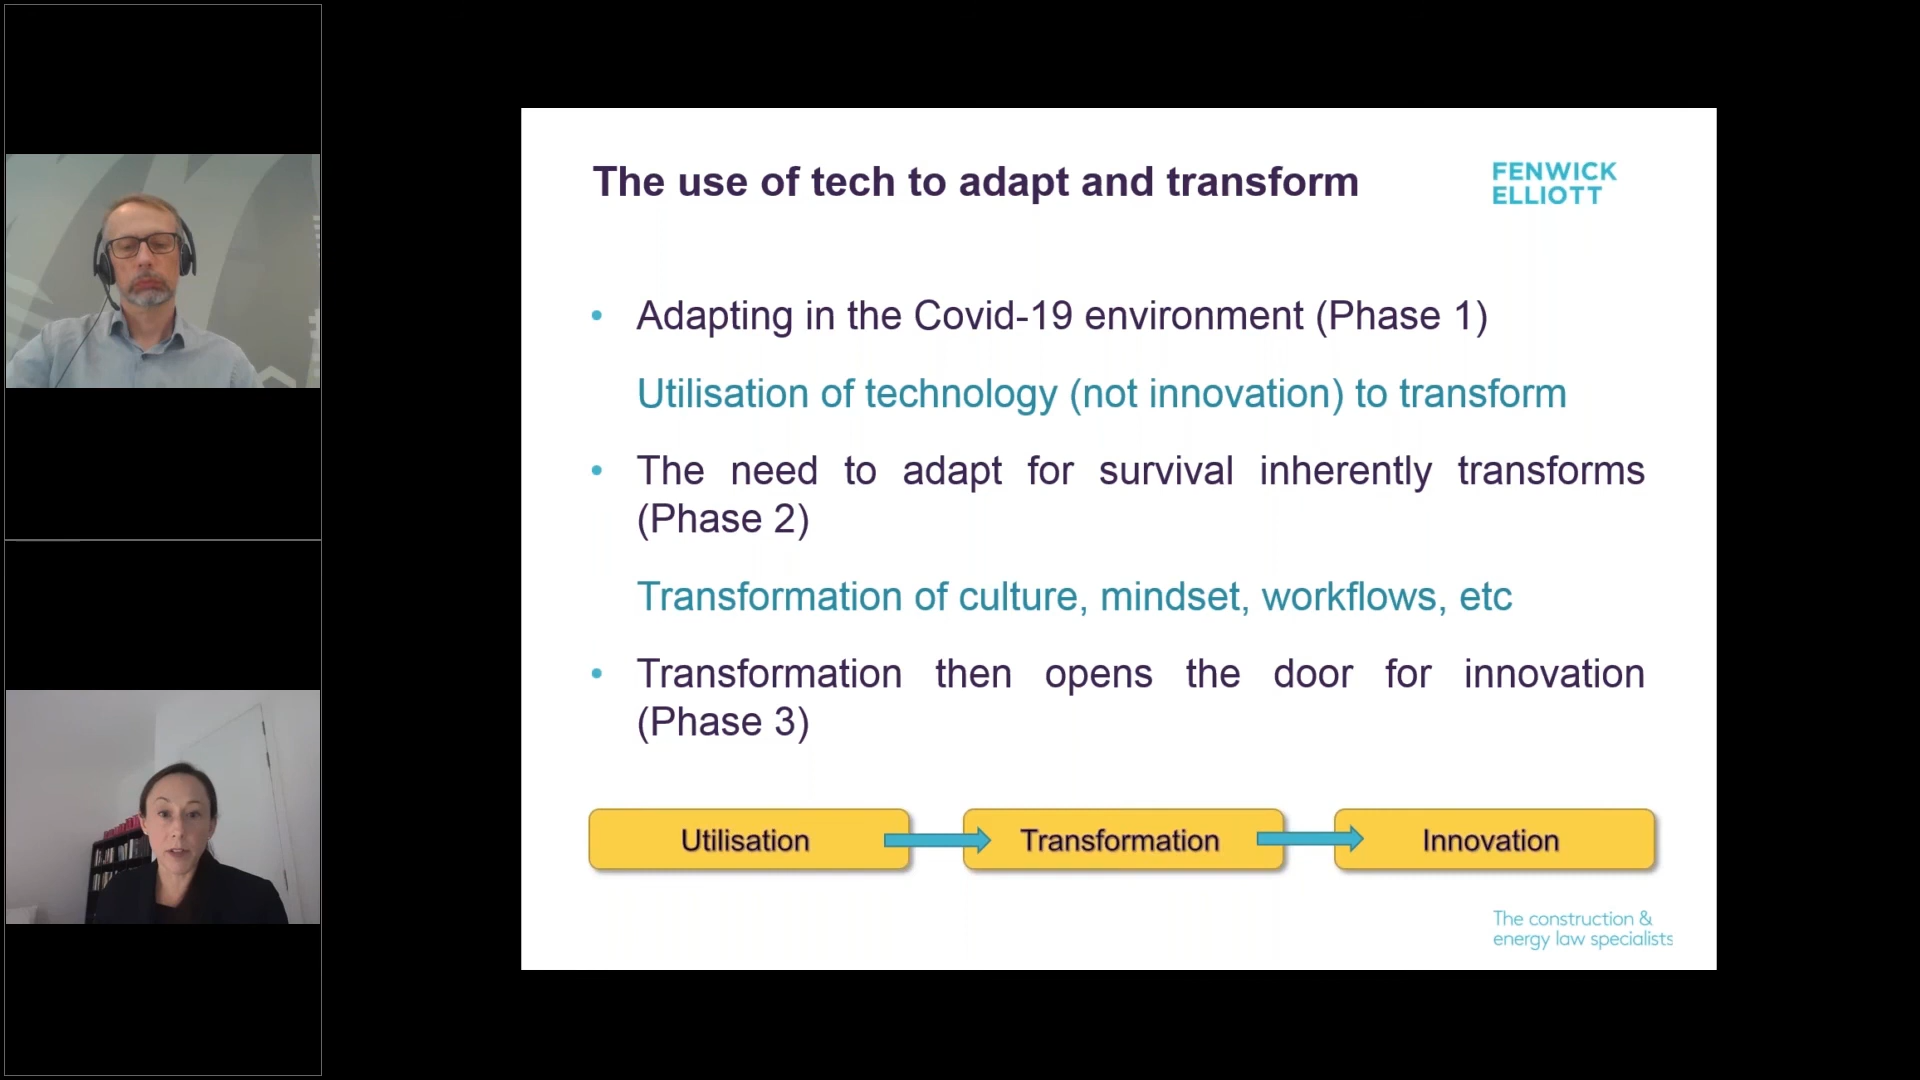 The use of tech to adapt and transform
FENWICK
ELLIOTT
• Adapting in the Covid-19 environment (Phase 1)
Utilisation of technology (not innovation) to transform
• The need to adapt for survival inherently transforms
(Phase 2)
Transformation of culture, mindset, workflows, etc
• Transformation then opens the door for innovation
(Phase 3)
Utilisation
Transformation
Innovation
The construction &
energy law specialists